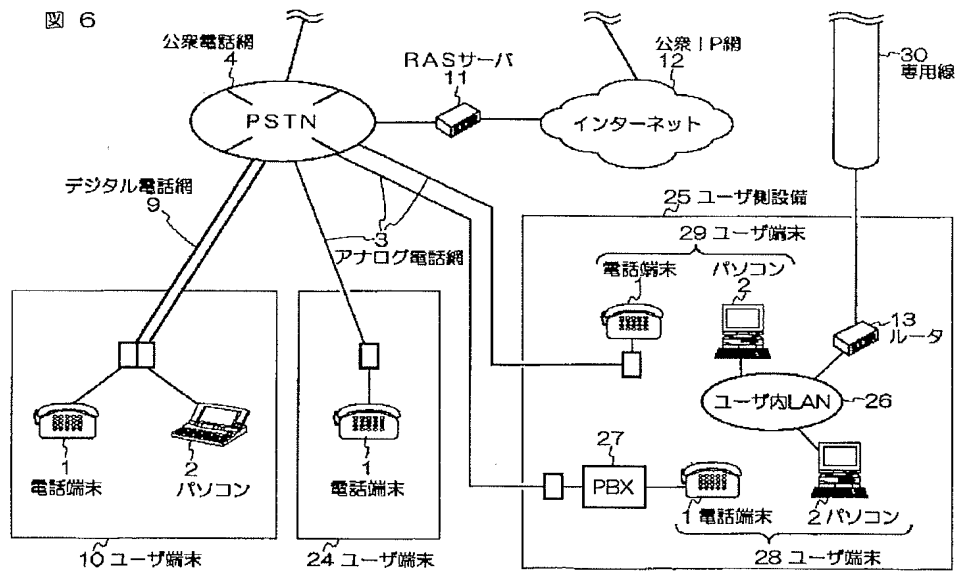 図 6
公衆電話網
4
PSTN
RASサーバ
11
公衆IP網
12
インターネット
30
専用線
デジタル電話網
9
3
アナログ電話網
25 ユーザ側設備
29 ユーザ端末
電話端末
1
パソコン
2
13
ルータ
ユーザ内LAN
26
27
PBX
1 電話端末
2 パソコン
28 ユーザ端末
1
電話端末
2
パソコン
10 ユーザ端末
1
電話端末
24 ユーザ端末